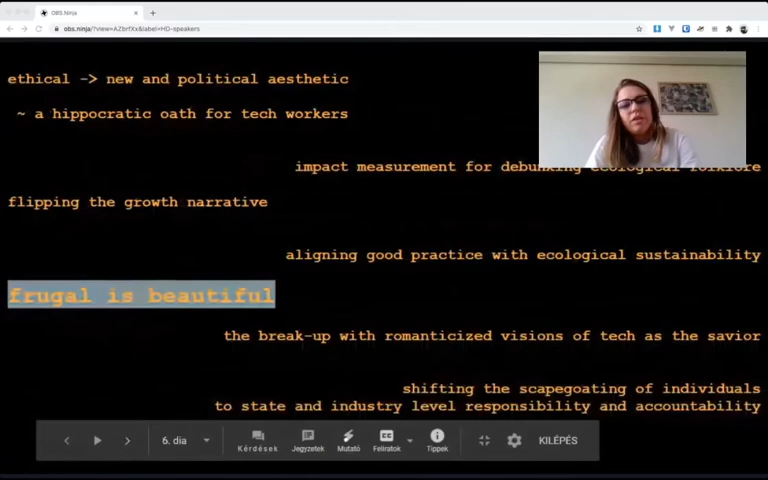 OBS.Ninja
obs.ninja/?view=AZbrfXx&label=HD-speakers
ethical -> new and political aesthetic
~ a hippocratic oath for tech workers
impact measurement for debunking ecological folklore
flipping the growth narrative
aligning good practice with ecological sustainability
frugal is beautiful
the break-up with romanticized visions of tech as the savior
shifting the scapegoating of individuals
to state and industry level responsibility and accountability
6. dia
Kérdések
Jegyzetek
Mutató
Feliratok
Tippek
KILÉPÉS